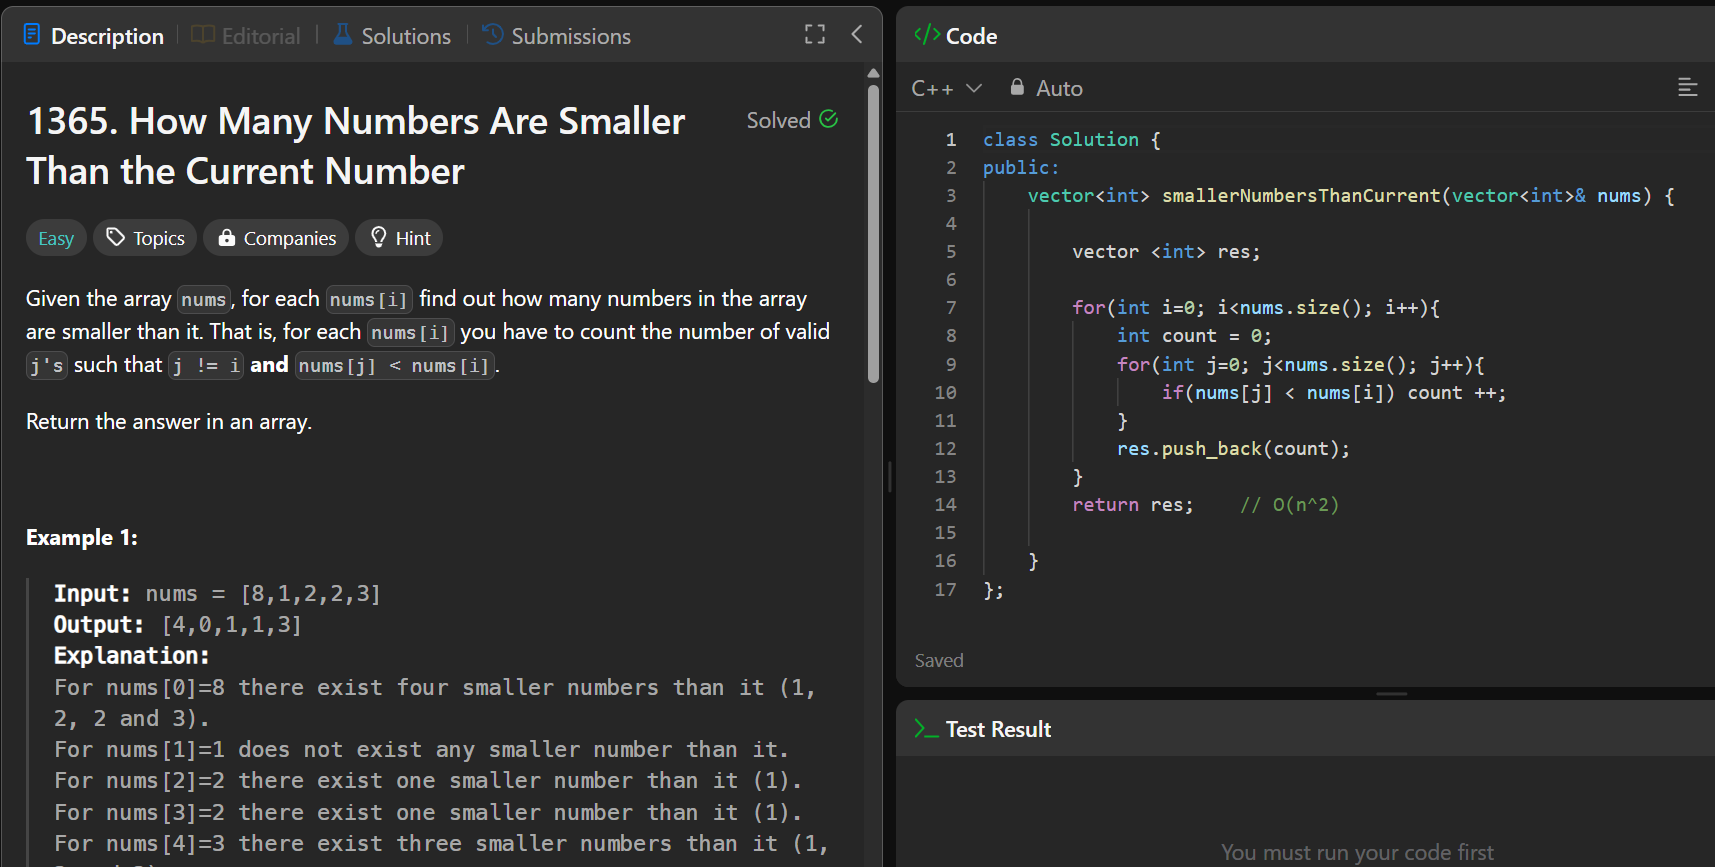 Description
Editorial
Solutions
Submissions
1365. How Many Numbers Are Smaller
Than the Current Number
Solved
Easy
Topics
Companies
Hint
Given the array nums, for each nums[i] find out how many numbers in the array
are smaller than it. That is, for each nums[i] you have to count the number of valid
j's such that j != i and nums[j] < nums[i].
Return the answer in an array.
Example 1:
Input: nums = [8,1,2,2,3]
Output: [4,0,1,1,3]
Explanation:
For nums[0]=8 there exist four smaller numbers than it (1,
2, 2 and 3).
For nums[1]=1 does not exist any smaller number than it.
For nums[2]=2 there exist one smaller number than it (1).
For nums[3]=2 there exist one smaller number than it (1).
For nums[4]=3 there exist three smaller numbers than it (1,
</> Code
C++
Auto
1 class Solution {
2 public:
3 vector<int> smallerNumbersThanCurrent(vector<int>& nums) {
4
5 vector <int> res;
6
7 for(int i=0; i<nums.size(); i++){
8 int count = 0;
9 for(int j=0; j<nums.size(); j++){
10 if(nums[j] < nums[i]) count ++;
11 }
12 res.push_back(count);
13 }
14 return res; // O(n^2)
15
16 }
17 };
Saved
>_ Test Result
You must run your code first